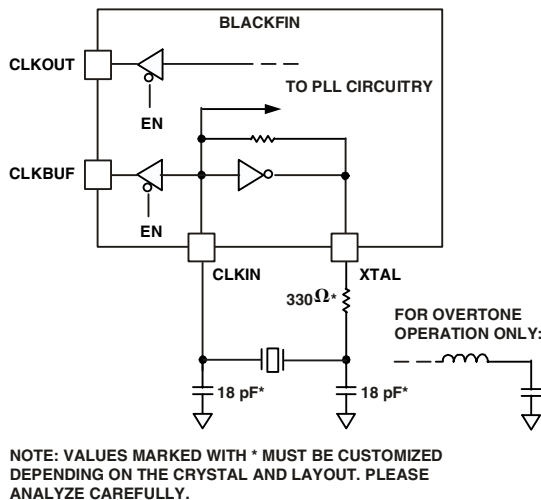 BLACKFIN
CLKOUT
TO PLL CIRCUITRY
EN
CLKBUF
EN
CLKIN
XTAL
330Ω*
FOR OVERTONE
OPERATION ONLY:
18 pF*
18 pF*
NOTE: VALUES MARKED WITH * MUST BE CUSTOMIZED
DEPENDING ON THE CRYSTAL AND LAYOUT. PLEASE
ANALYZE CAREFULLY.